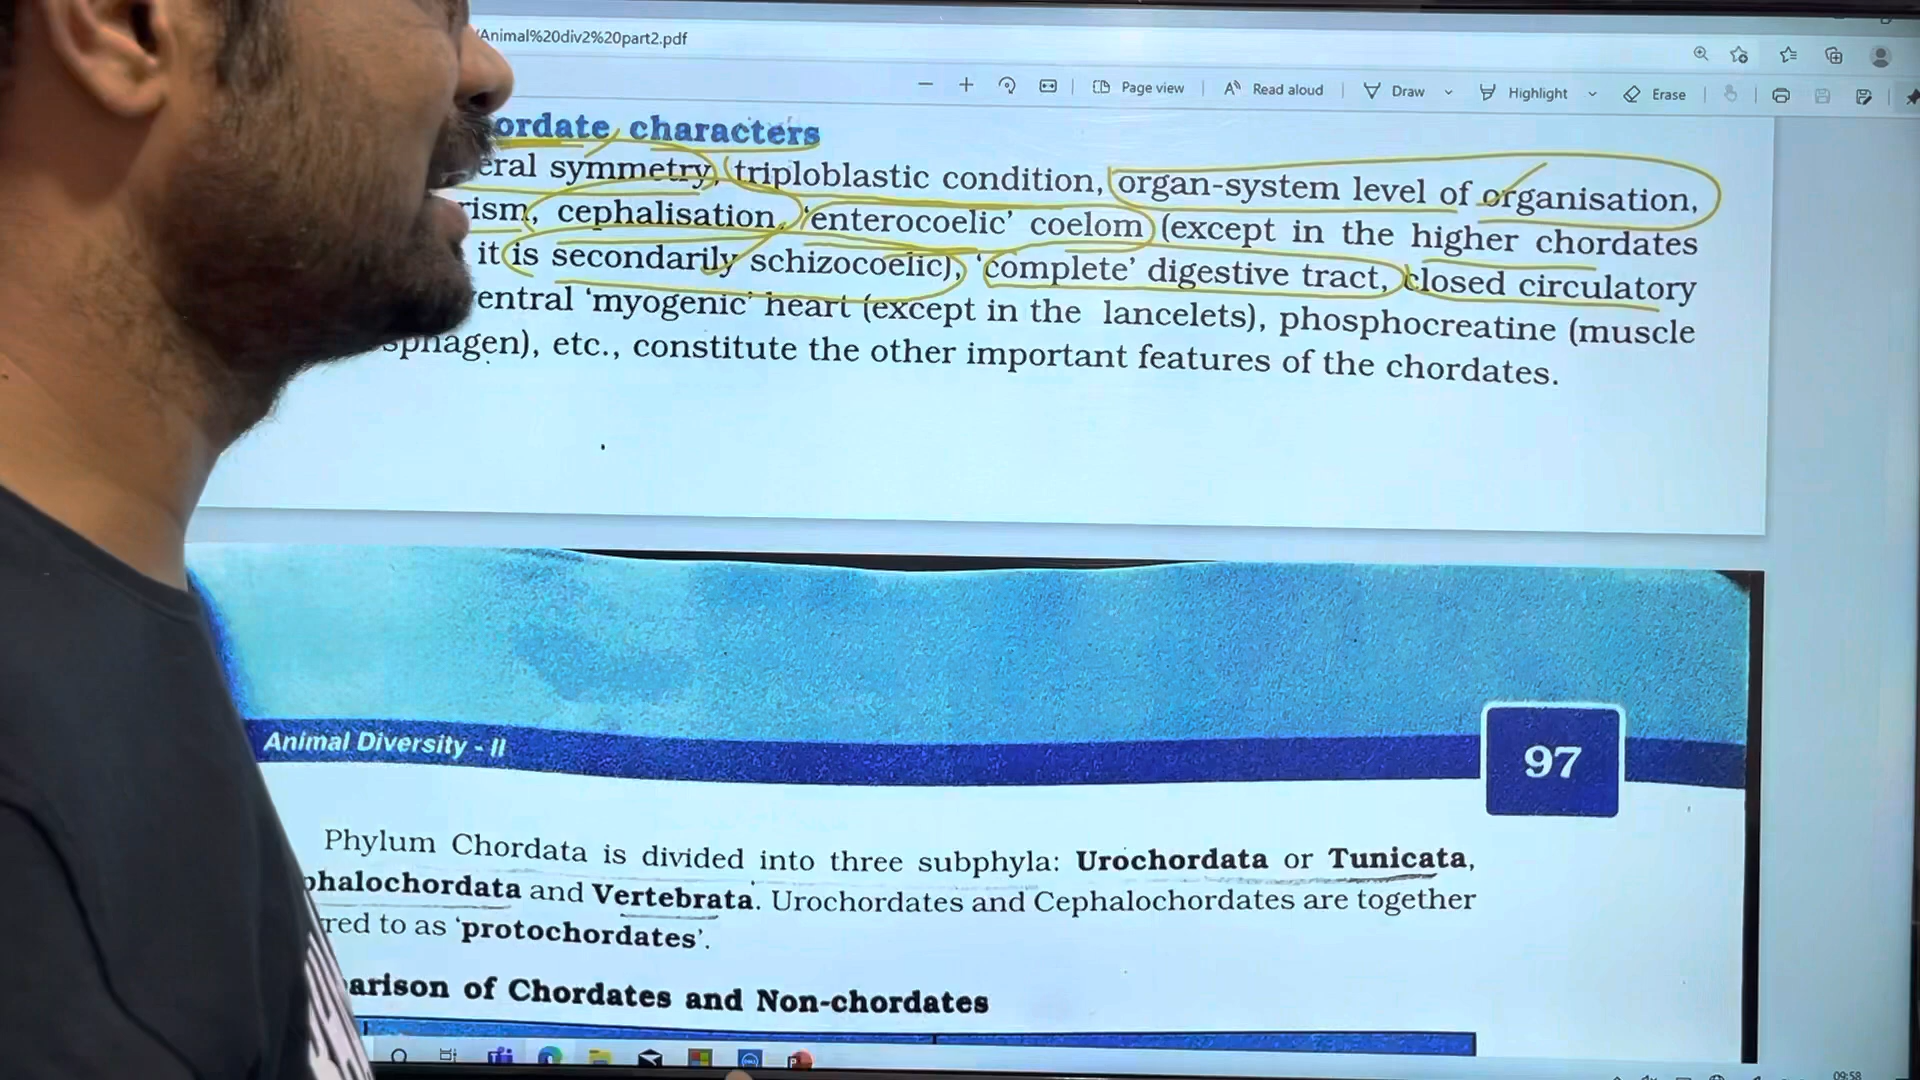 /Animal%20div2%20part2.pdf
Page view
Read aloud
Draw
Highlight
Erase
ordate characters
eral symmetry, triploblastic condition, organ-system level of organisation,
rism, cephalisation, 'enterocoelic' coelom (except in the higher chordates
it is secondarily schizocoelic), 'complete' digestive tract, closed circulatory
entral 'myogenic' heart (except in the lancelets), phosphocreatine (muscle
sphagen), etc., constitute the other important features of the chordates.
Animal Diversity - II
97
Phylum Chordata is divided into three subphyla: Urochordata or Tunicata,
phalochordata and Vertebrata. Urochordates and Cephalochordates are together
red to as 'protochordates'.
arison of Chordates and Non-chordates
09:58